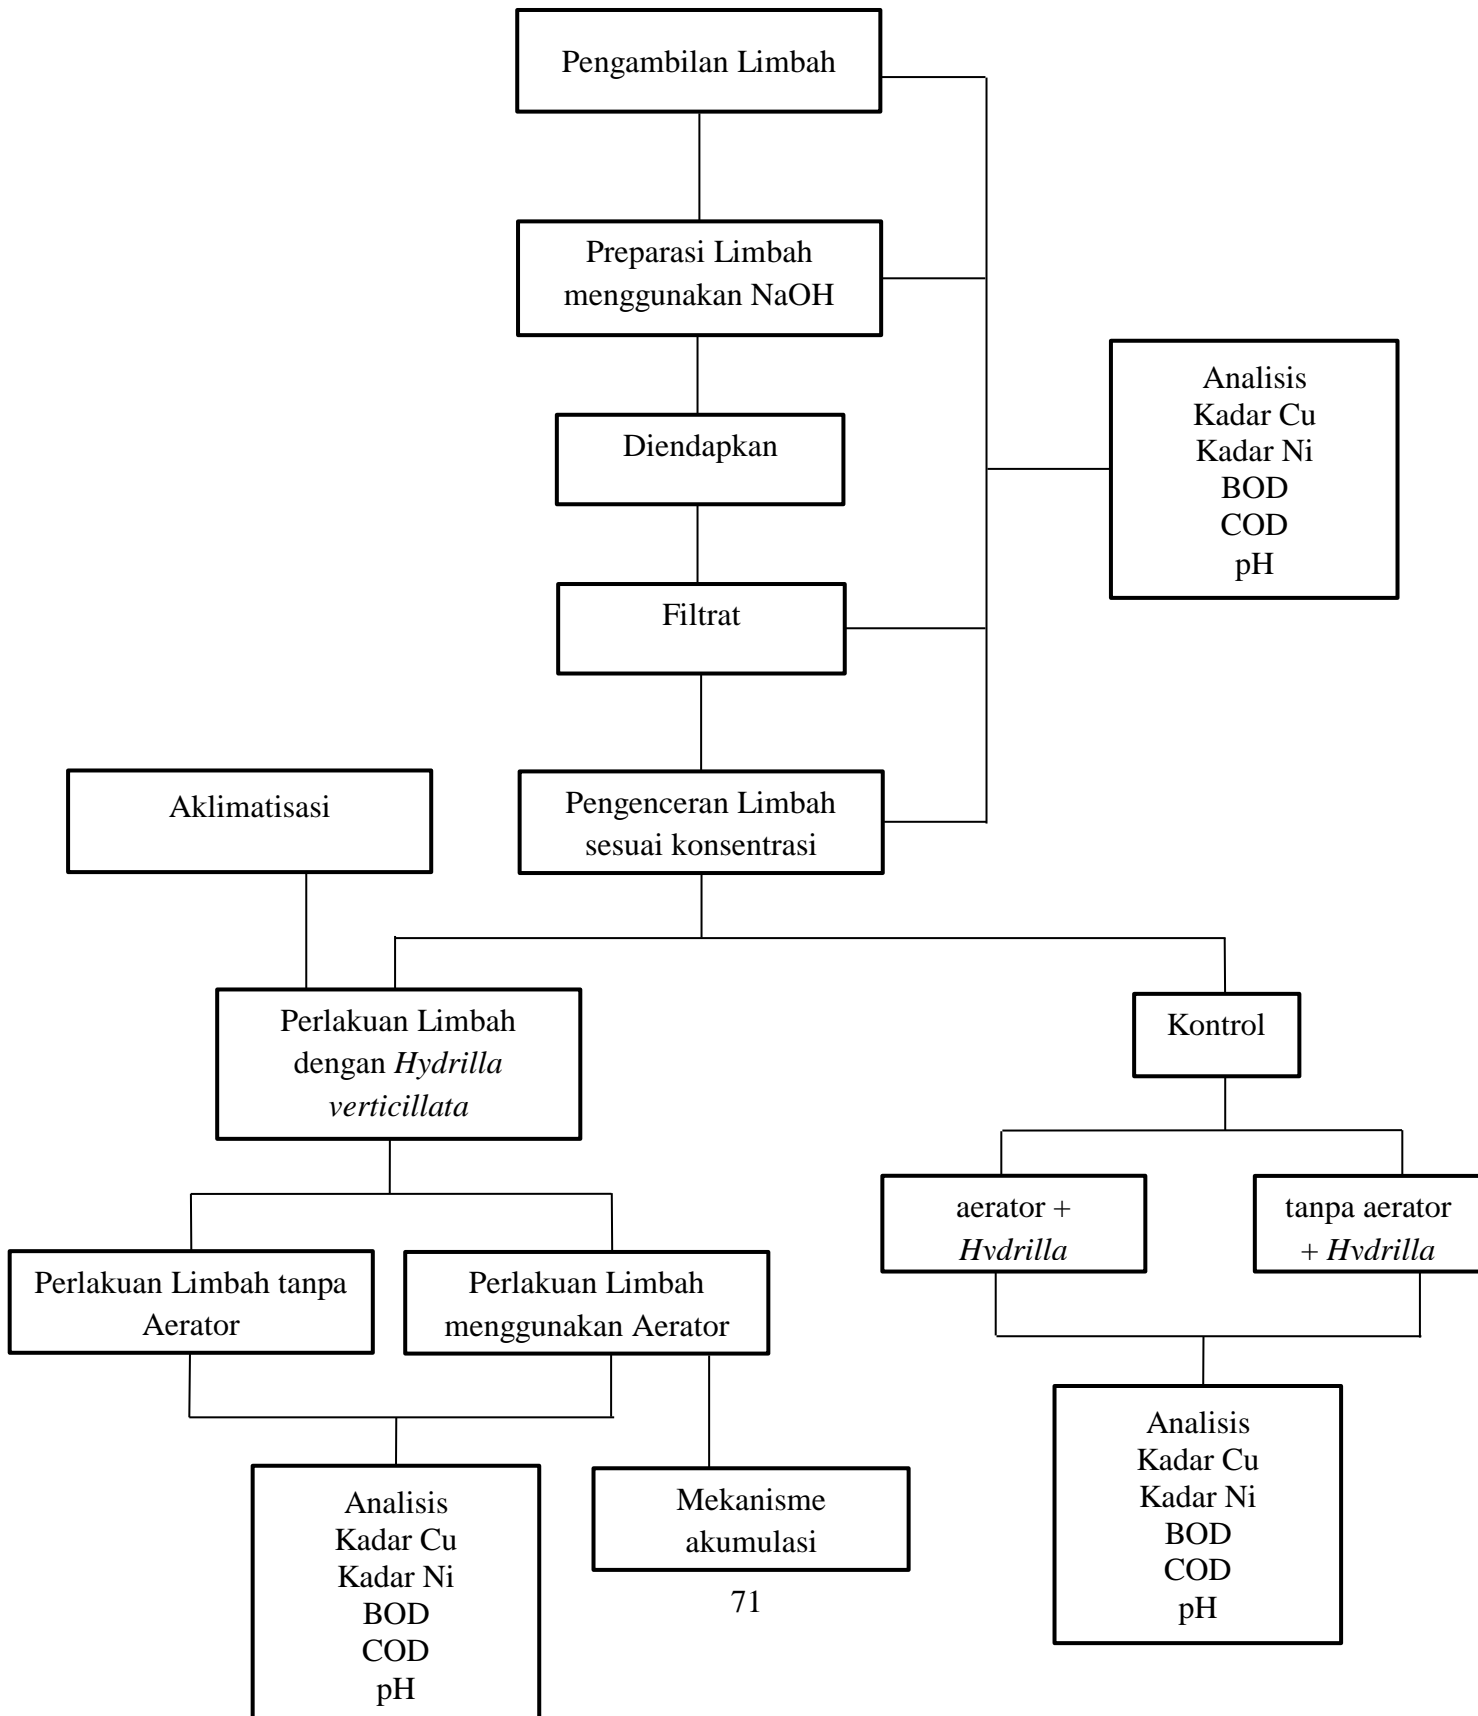 Pengambilan Limbah
Preparasi Limbah
menggunakan NaOH
Analisis
Kadar Cu
Kadar Ni
BOD
COD
pH
Diendapkan
Filtrat
Aklimatisasi
Pengenceran Limbah
sesuai konsentrasi
Perlakuan Limbah
dengan Hydrilla
verticillata
Kontrol
aerator +
Hydrilla
tanpa aerator
+ Hydrilla
Perlakuan Limbah tanpa
Aerator
Perlakuan Limbah
menggunakan Aerator
Analisis
Kadar Cu
Kadar Ni
BOD
COD
pH
Mekanisme
akumulasi
Analisis
Kadar Cu
Kadar Ni
BOD
COD
pH
71